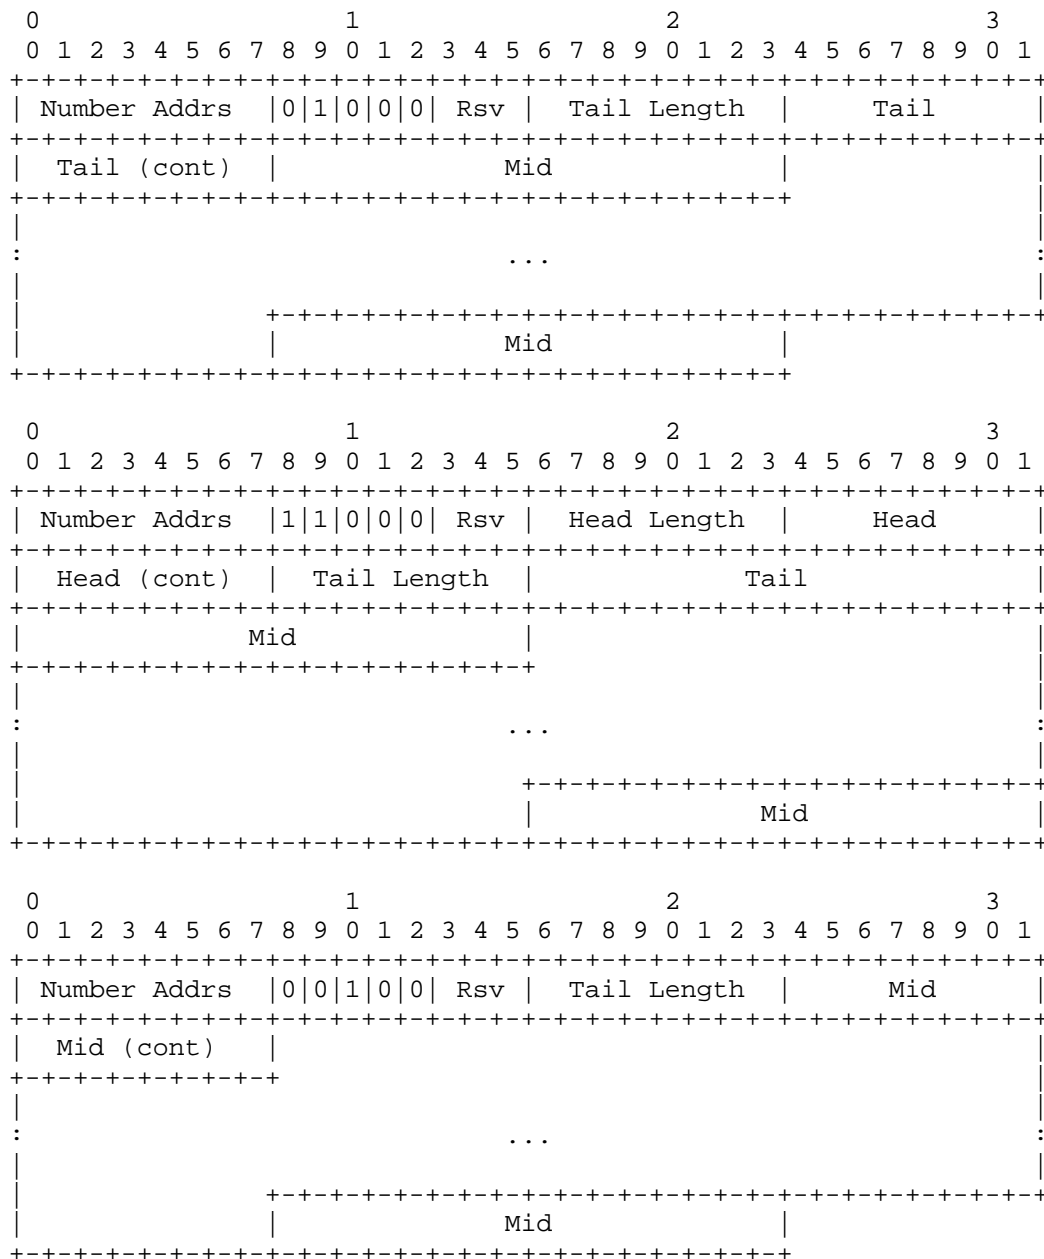 0                   1                   2                   3
 0 1 2 3 4 5 6 7 8 9 0 1 2 3 4 5 6 7 8 9 0 1 2 3 4 5 6 7 8 9 0 1
+-+-+-+-+-+-+-+-+-+-+-+-+-+-+-+-+-+-+-+-+-+-+-+-+-+-+-+-+-+-+-+-+
| Number Addrs  |0|1|0|0|0| Rsv |  Tail Length  |     Tail      |
+-+-+-+-+-+-+-+-+-+-+-+-+-+-+-+-+-+-+-+-+-+-+-+-+-+-+-+-+-+-+-+-+
|  Tail (cont)  |              Mid              |               |
+-+-+-+-+-+-+-+-+-+-+-+-+-+-+-+-+-+-+-+-+-+-+-+-+               |
|                                                               |
:                              ...                              :
|                                                               |
|               +-+-+-+-+-+-+-+-+-+-+-+-+-+-+-+-+-+-+-+-+-+-+-+-+
|               |              Mid              |
+-+-+-+-+-+-+-+-+-+-+-+-+-+-+-+-+-+-+-+-+-+-+-+-+
 0                   1                   2                   3
 0 1 2 3 4 5 6 7 8 9 0 1 2 3 4 5 6 7 8 9 0 1 2 3 4 5 6 7 8 9 0 1
+-+-+-+-+-+-+-+-+-+-+-+-+-+-+-+-+-+-+-+-+-+-+-+-+-+-+-+-+-+-+-+-+
| Number Addrs  |1|1|0|0|0| Rsv |  Head Length  |     Head      |
+-+-+-+-+-+-+-+-+-+-+-+-+-+-+-+-+-+-+-+-+-+-+-+-+-+-+-+-+-+-+-+-+
|  Head (cont)  |  Tail Length  |             Tail              |
+-+-+-+-+-+-+-+-+-+-+-+-+-+-+-+-+-+-+-+-+-+-+-+-+-+-+-+-+-+-+-+-+
|              Mid              |                               |
+-+-+-+-+-+-+-+-+-+-+-+-+-+-+-+-+                               |
|                                                               |
:                              ...                              :
|                                                               |
|                               +-+-+-+-+-+-+-+-+-+-+-+-+-+-+-+-+
|                               |              Mid              |
+-+-+-+-+-+-+-+-+-+-+-+-+-+-+-+-+-+-+-+-+-+-+-+-+-+-+-+-+-+-+-+-+
 0                   1                   2                   3
 0 1 2 3 4 5 6 7 8 9 0 1 2 3 4 5 6 7 8 9 0 1 2 3 4 5 6 7 8 9 0 1
+-+-+-+-+-+-+-+-+-+-+-+-+-+-+-+-+-+-+-+-+-+-+-+-+-+-+-+-+-+-+-+-+
| Number Addrs  |0|0|1|0|0| Rsv |  Tail Length  |      Mid      |
+-+-+-+-+-+-+-+-+-+-+-+-+-+-+-+-+-+-+-+-+-+-+-+-+-+-+-+-+-+-+-+-+
|  Mid (cont)   |                                               |
+-+-+-+-+-+-+-+-+                                               |
|                                                               |
:                              ...                              :
|                                                               |
|               +-+-+-+-+-+-+-+-+-+-+-+-+-+-+-+-+-+-+-+-+-+-+-+-+
|               |              Mid              |
+-+-+-+-+-+-+-+-+-+-+-+-+-+-+-+-+-+-+-+-+-+-+-+-+